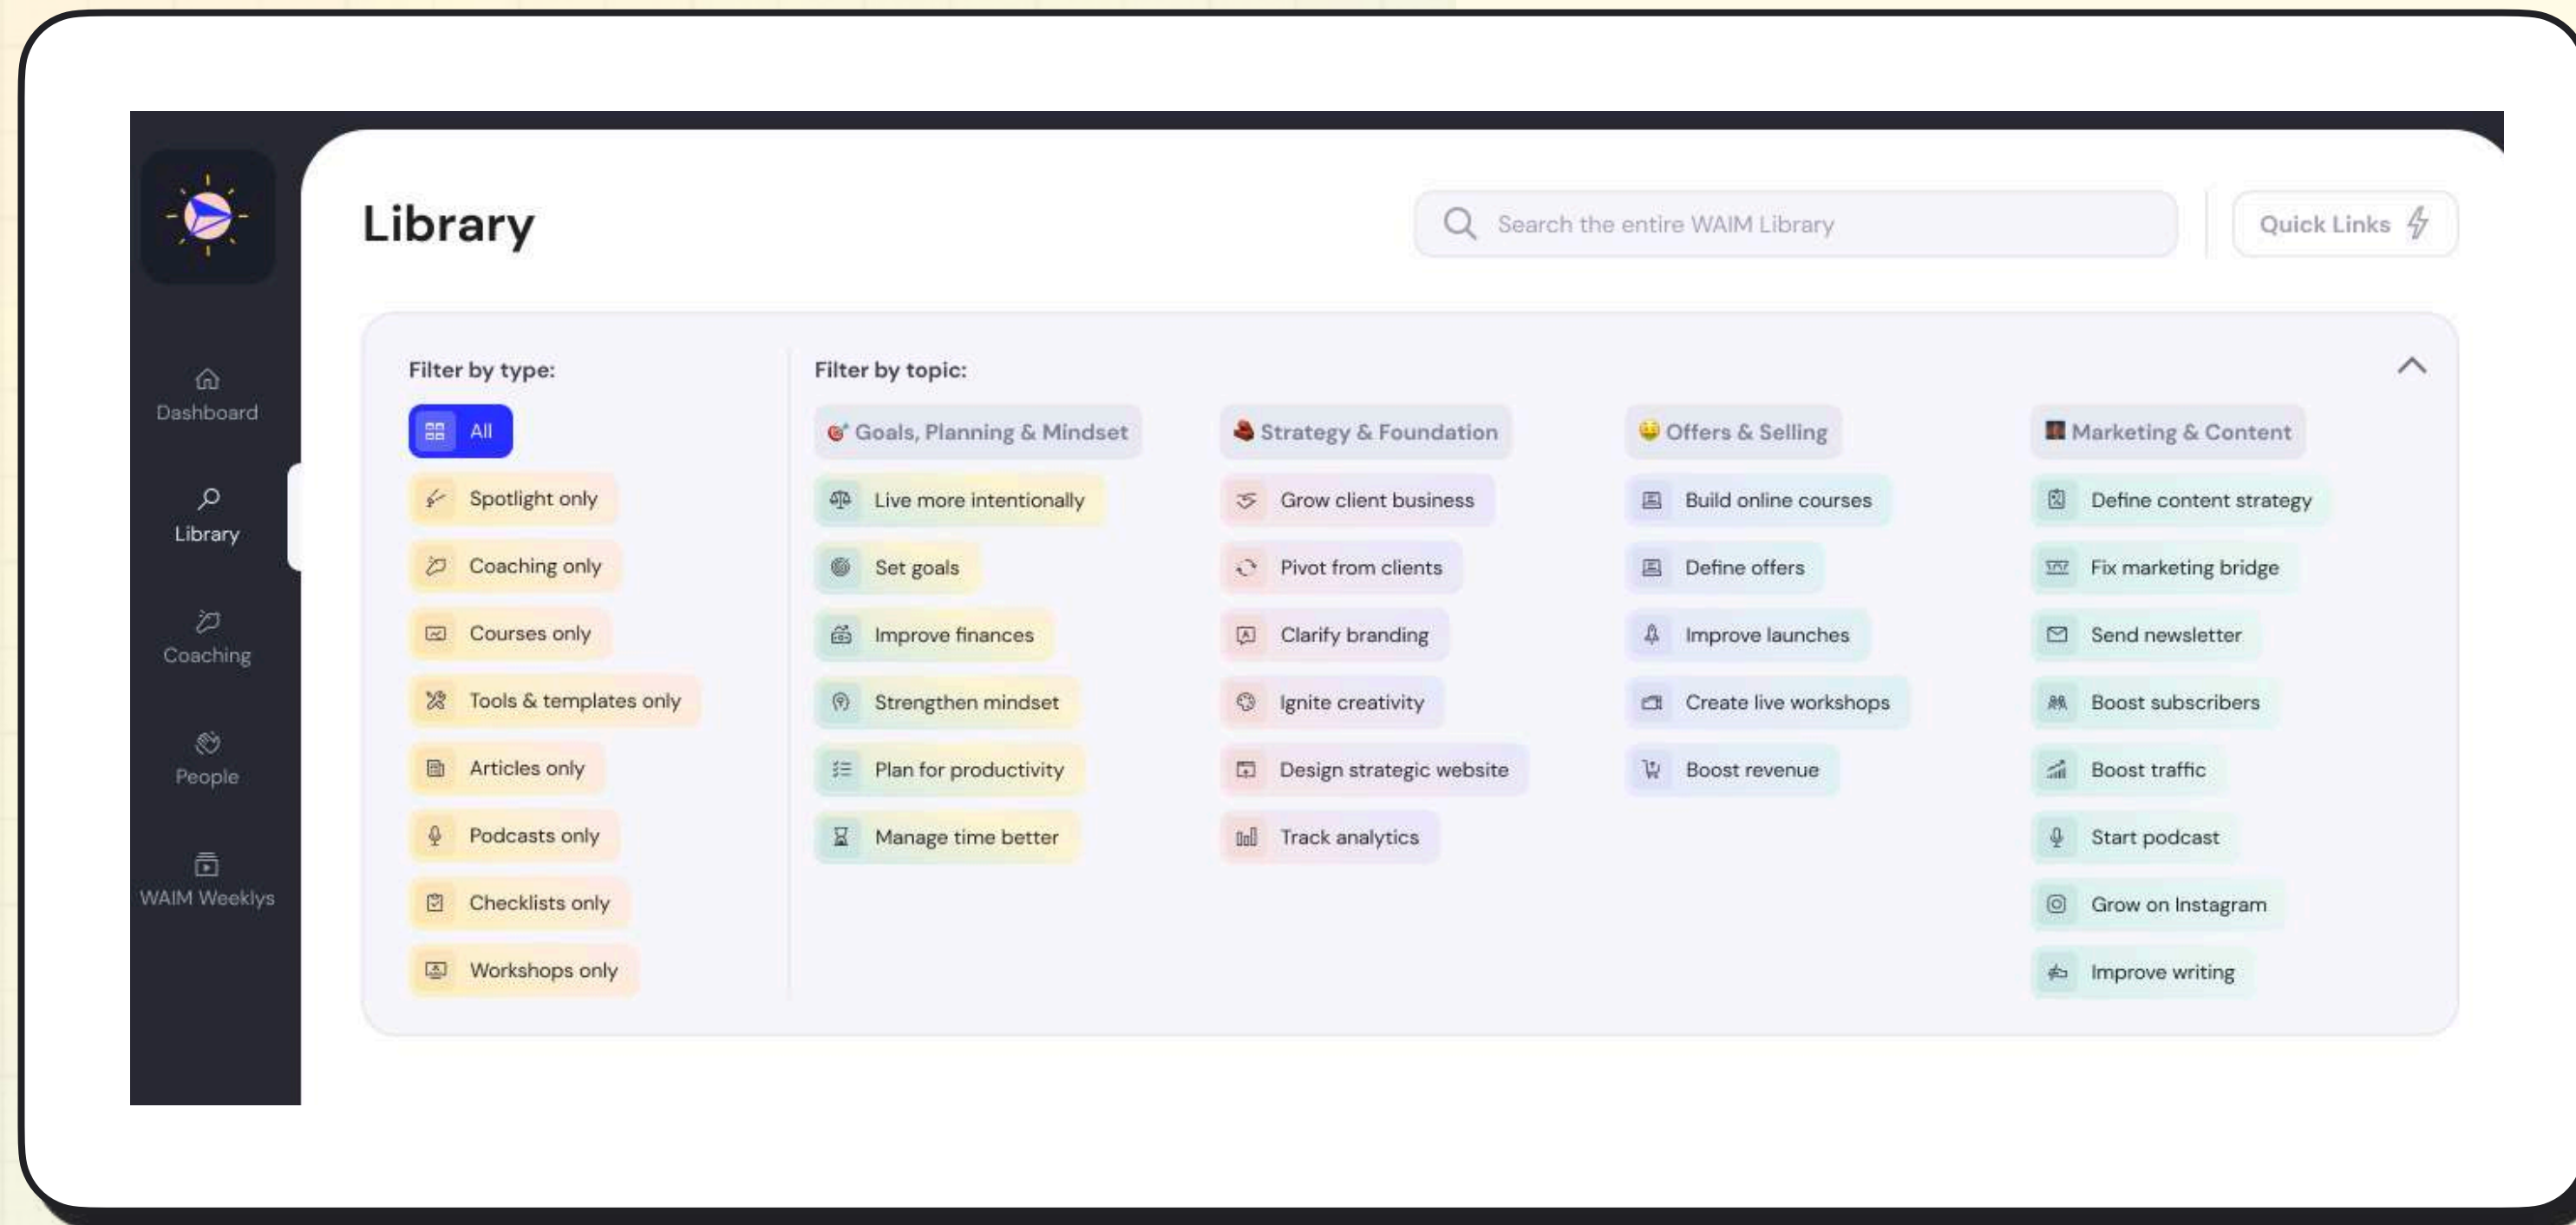 Library
Search the entire WAIM Library
Quick Links
Dashboard
Library
Coaching
People
WAIM Weeklys
Filter by type:
All
Spotlight only
Coaching only
Courses only
Tools & templates only
Articles only
Podcasts only
Checklists only
Workshops only
Filter by topic:
🎯 Goals, Planning & Mindset
Live more intentionally
Set goals
Improve finances
Strengthen mindset
Plan for productivity
Manage time better
Strategy & Foundation
Grow client business
Pivot from clients
Clarify branding
Ignite creativity
Design strategic website
Track analytics
🤑 Offers & Selling
Build online courses
Define offers
Improve launches
Create live workshops
Boost revenue
Marketing & Content
Define content strategy
Fix marketing bridge
Send newsletter
Boost subscribers
Boost traffic
Start podcast
Grow on Instagram
Improve writing